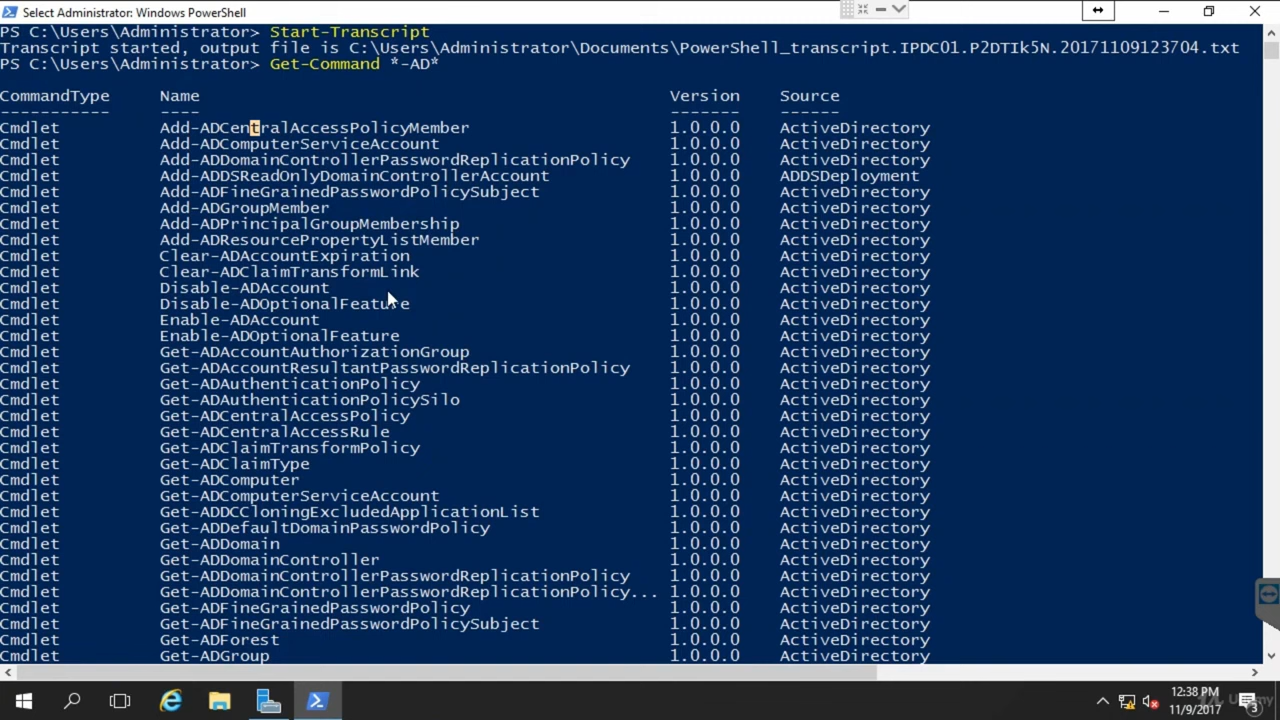 Select Administrator: Windows PowerShell
PS C:\Users\Administrator> Start-Transcript
Transcript started, output file is C:\Users\Administrator\Documents\PowerShell_transcript.IPDC01.P2DTIk5N.20171109123704.txt
PS C:\Users\Administrator> Get-Command *-AD*
CommandType Name Version Source
----------- ---- ------- ------
Cmdlet Add-ADCentralAccessPolicyMember 1.0.0.0 ActiveDirectory
Cmdlet Add-ADComputerServiceAccount 1.0.0.0 ActiveDirectory
Cmdlet Add-ADDomainControllerPasswordReplicationPolicy 1.0.0.0 ActiveDirectory
Cmdlet Add-ADDSReadOnlyDomainControllerAccount 1.0.0.0 ADDSDeployment
Cmdlet Add-ADFineGrainedPasswordPolicySubject 1.0.0.0 ActiveDirectory
Cmdlet Add-ADGroupMember 1.0.0.0 ActiveDirectory
Cmdlet Add-ADPrincipalGroupMembership 1.0.0.0 ActiveDirectory
Cmdlet Add-ADResourcePropertyListMember 1.0.0.0 ActiveDirectory
Cmdlet Clear-ADAccountExpiration 1.0.0.0 ActiveDirectory
Cmdlet Clear-ADClaimTransformLink 1.0.0.0 ActiveDirectory
Cmdlet Disable-ADAccount 1.0.0.0 ActiveDirectory
Cmdlet Disable-ADOptionalFeature 1.0.0.0 ActiveDirectory
Cmdlet Enable-ADAccount 1.0.0.0 ActiveDirectory
Cmdlet Enable-ADOptionalFeature 1.0.0.0 ActiveDirectory
Cmdlet Get-ADAccountAuthorizationGroup 1.0.0.0 ActiveDirectory
Cmdlet Get-ADAccountResultantPasswordReplicationPolicy 1.0.0.0 ActiveDirectory
Cmdlet Get-ADAuthenticationPolicy 1.0.0.0 ActiveDirectory
Cmdlet Get-ADAuthenticationPolicySilo 1.0.0.0 ActiveDirectory
Cmdlet Get-ADCentralAccessPolicy 1.0.0.0 ActiveDirectory
Cmdlet Get-ADCentralAccessRule 1.0.0.0 ActiveDirectory
Cmdlet Get-ADClaimTransformPolicy 1.0.0.0 ActiveDirectory
Cmdlet Get-ADClaimType 1.0.0.0 ActiveDirectory
Cmdlet Get-ADComputer 1.0.0.0 ActiveDirectory
Cmdlet Get-ADComputerServiceAccount 1.0.0.0 ActiveDirectory
Cmdlet Get-ADDCCloningExcludedApplicationList 1.0.0.0 ActiveDirectory
Cmdlet Get-ADDefaultDomainPasswordPolicy 1.0.0.0 ActiveDirectory
Cmdlet Get-ADDomain 1.0.0.0 ActiveDirectory
Cmdlet Get-ADDomainController 1.0.0.0 ActiveDirectory
Cmdlet Get-ADDomainControllerPasswordReplicationPolicy 1.0.0.0 ActiveDirectory
Cmdlet Get-ADDomainControllerPasswordReplicationPolicy... 1.0.0.0 ActiveDirectory
Cmdlet Get-ADFineGrainedPasswordPolicy 1.0.0.0 ActiveDirectory
Cmdlet Get-ADFineGrainedPasswordPolicySubject 1.0.0.0 ActiveDirectory
Cmdlet Get-ADForest 1.0.0.0 ActiveDirectory
Cmdlet Get-ADGroup 1.0.0.0 ActiveDirectory
12:38 PM
11/9/2017
3